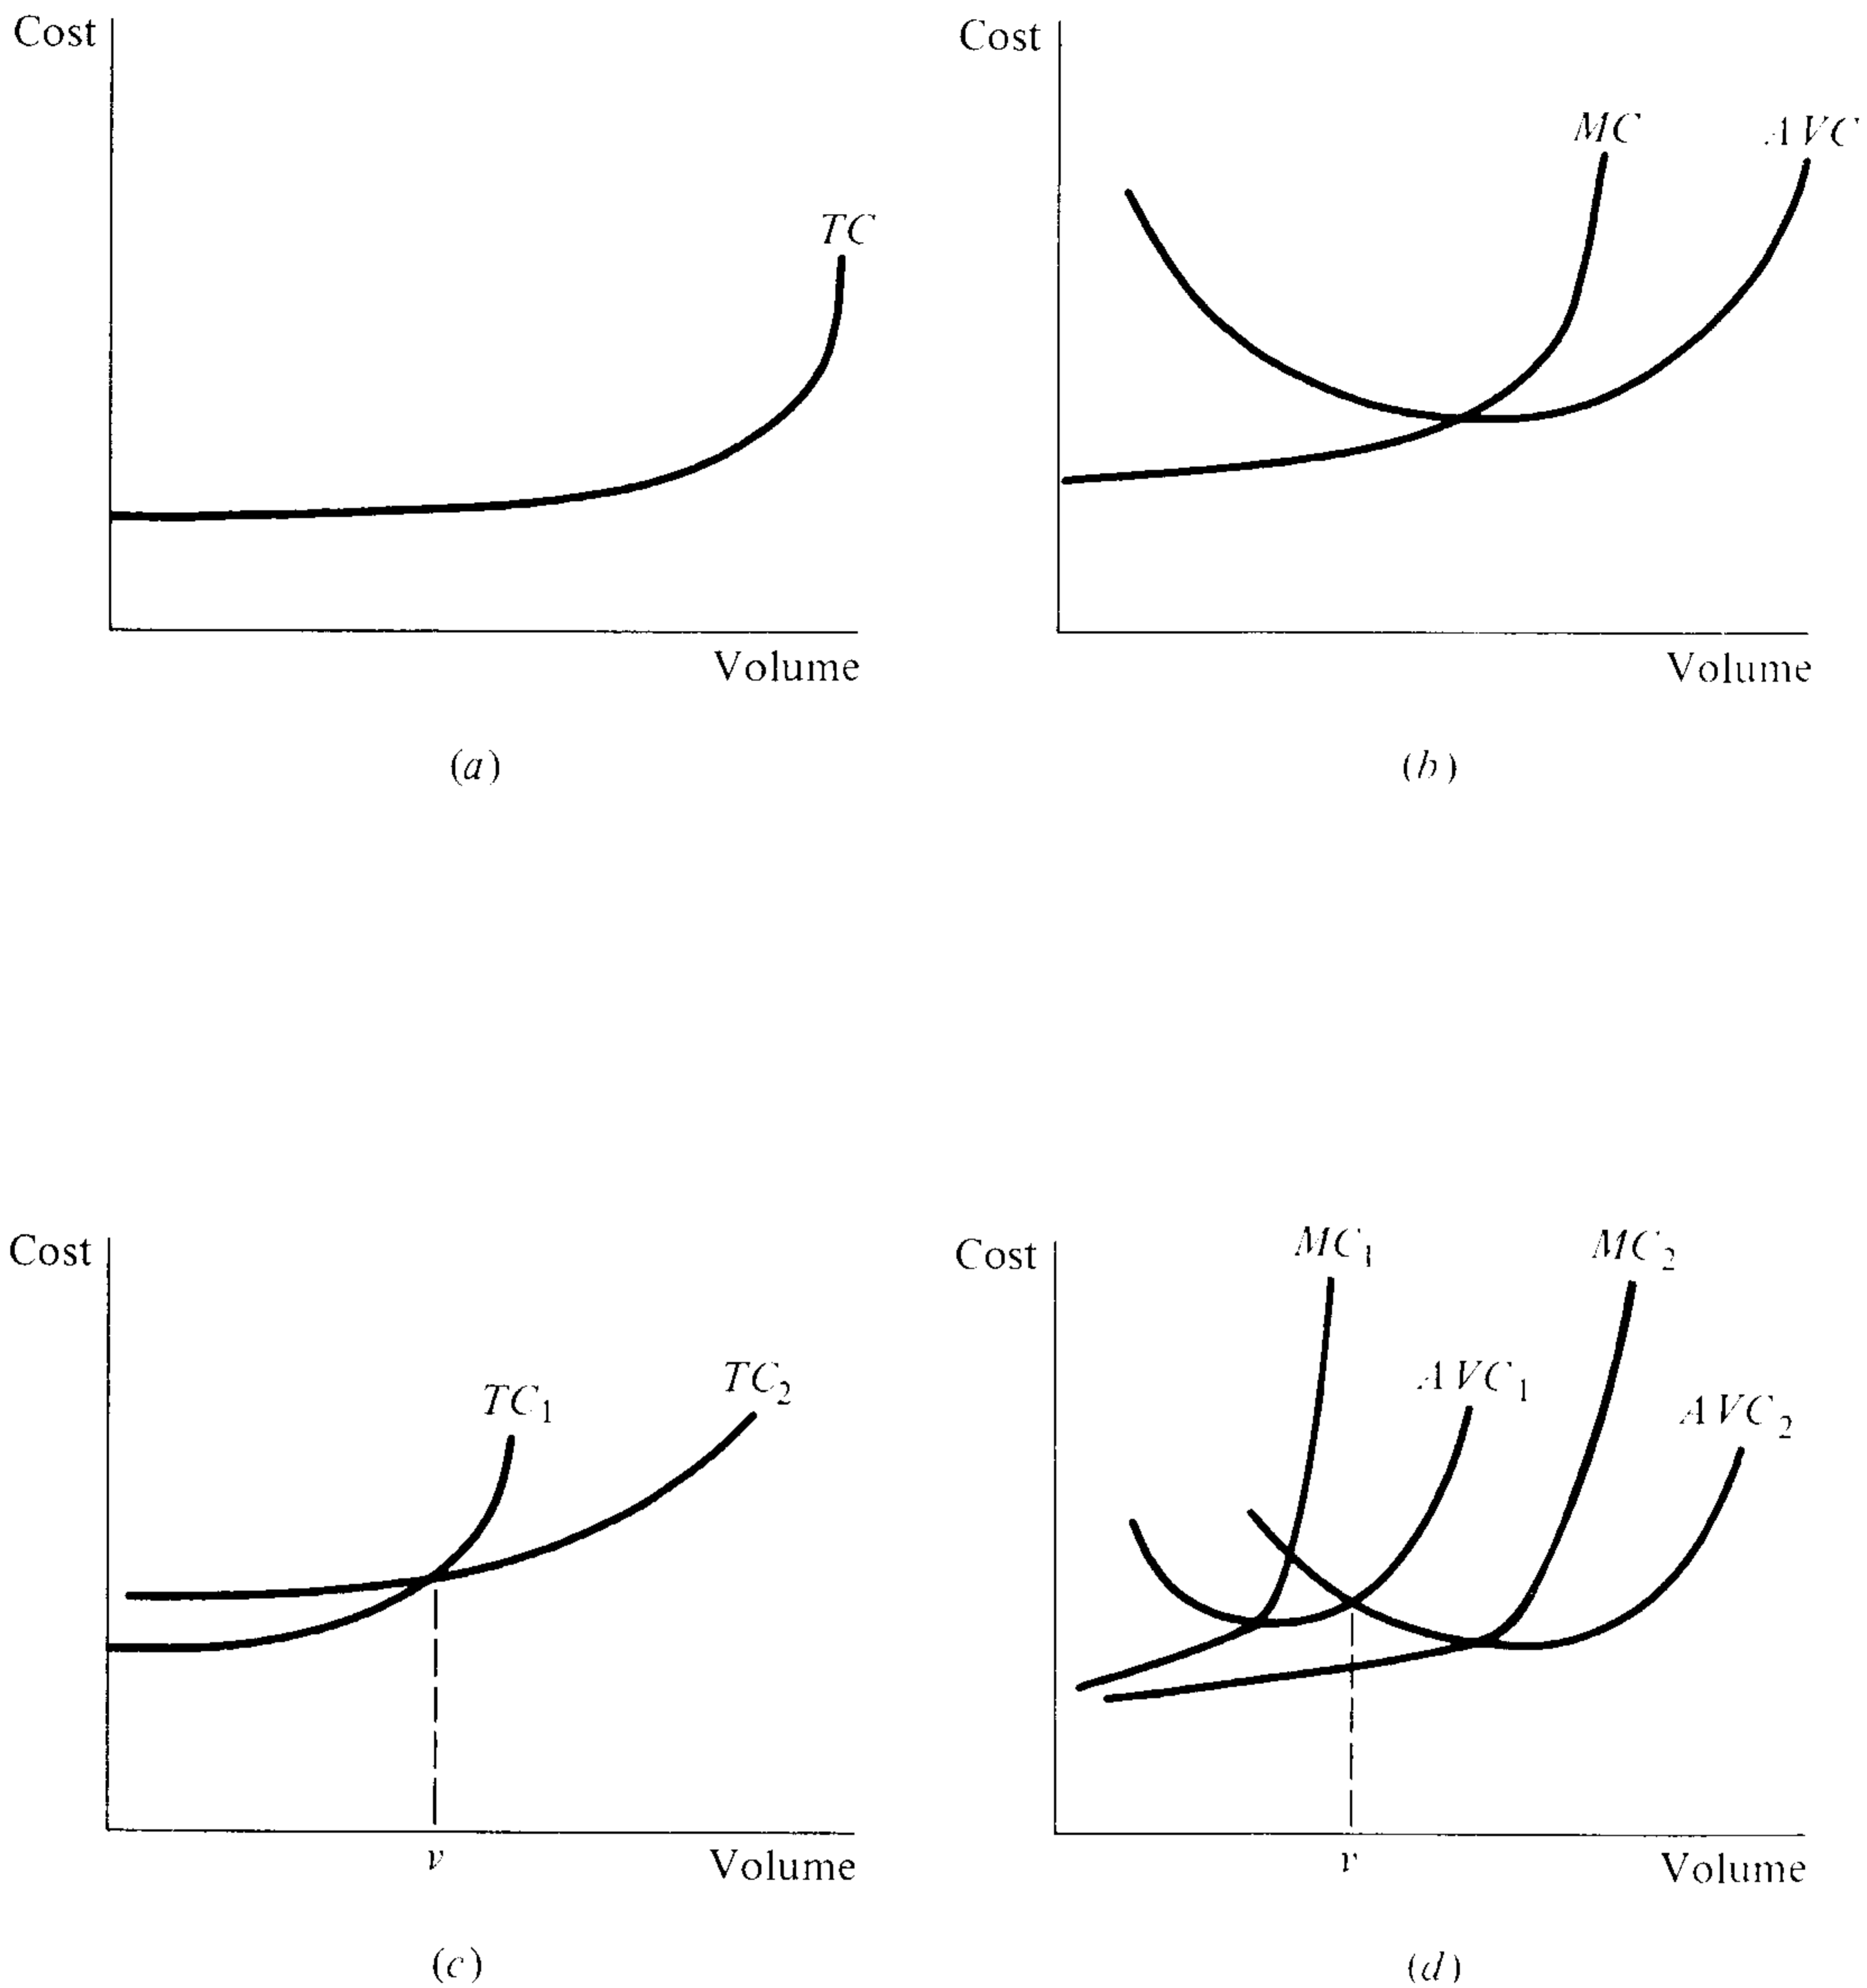 Cost
TC
Volume
(a)
Cost
MC
AVC
Volume
(b)
Cost
TC₁
TC₂
v
Volume
(c)
Cost
MC₁
MC₂
AVC₁
AVC₂
v
Volume
(d)